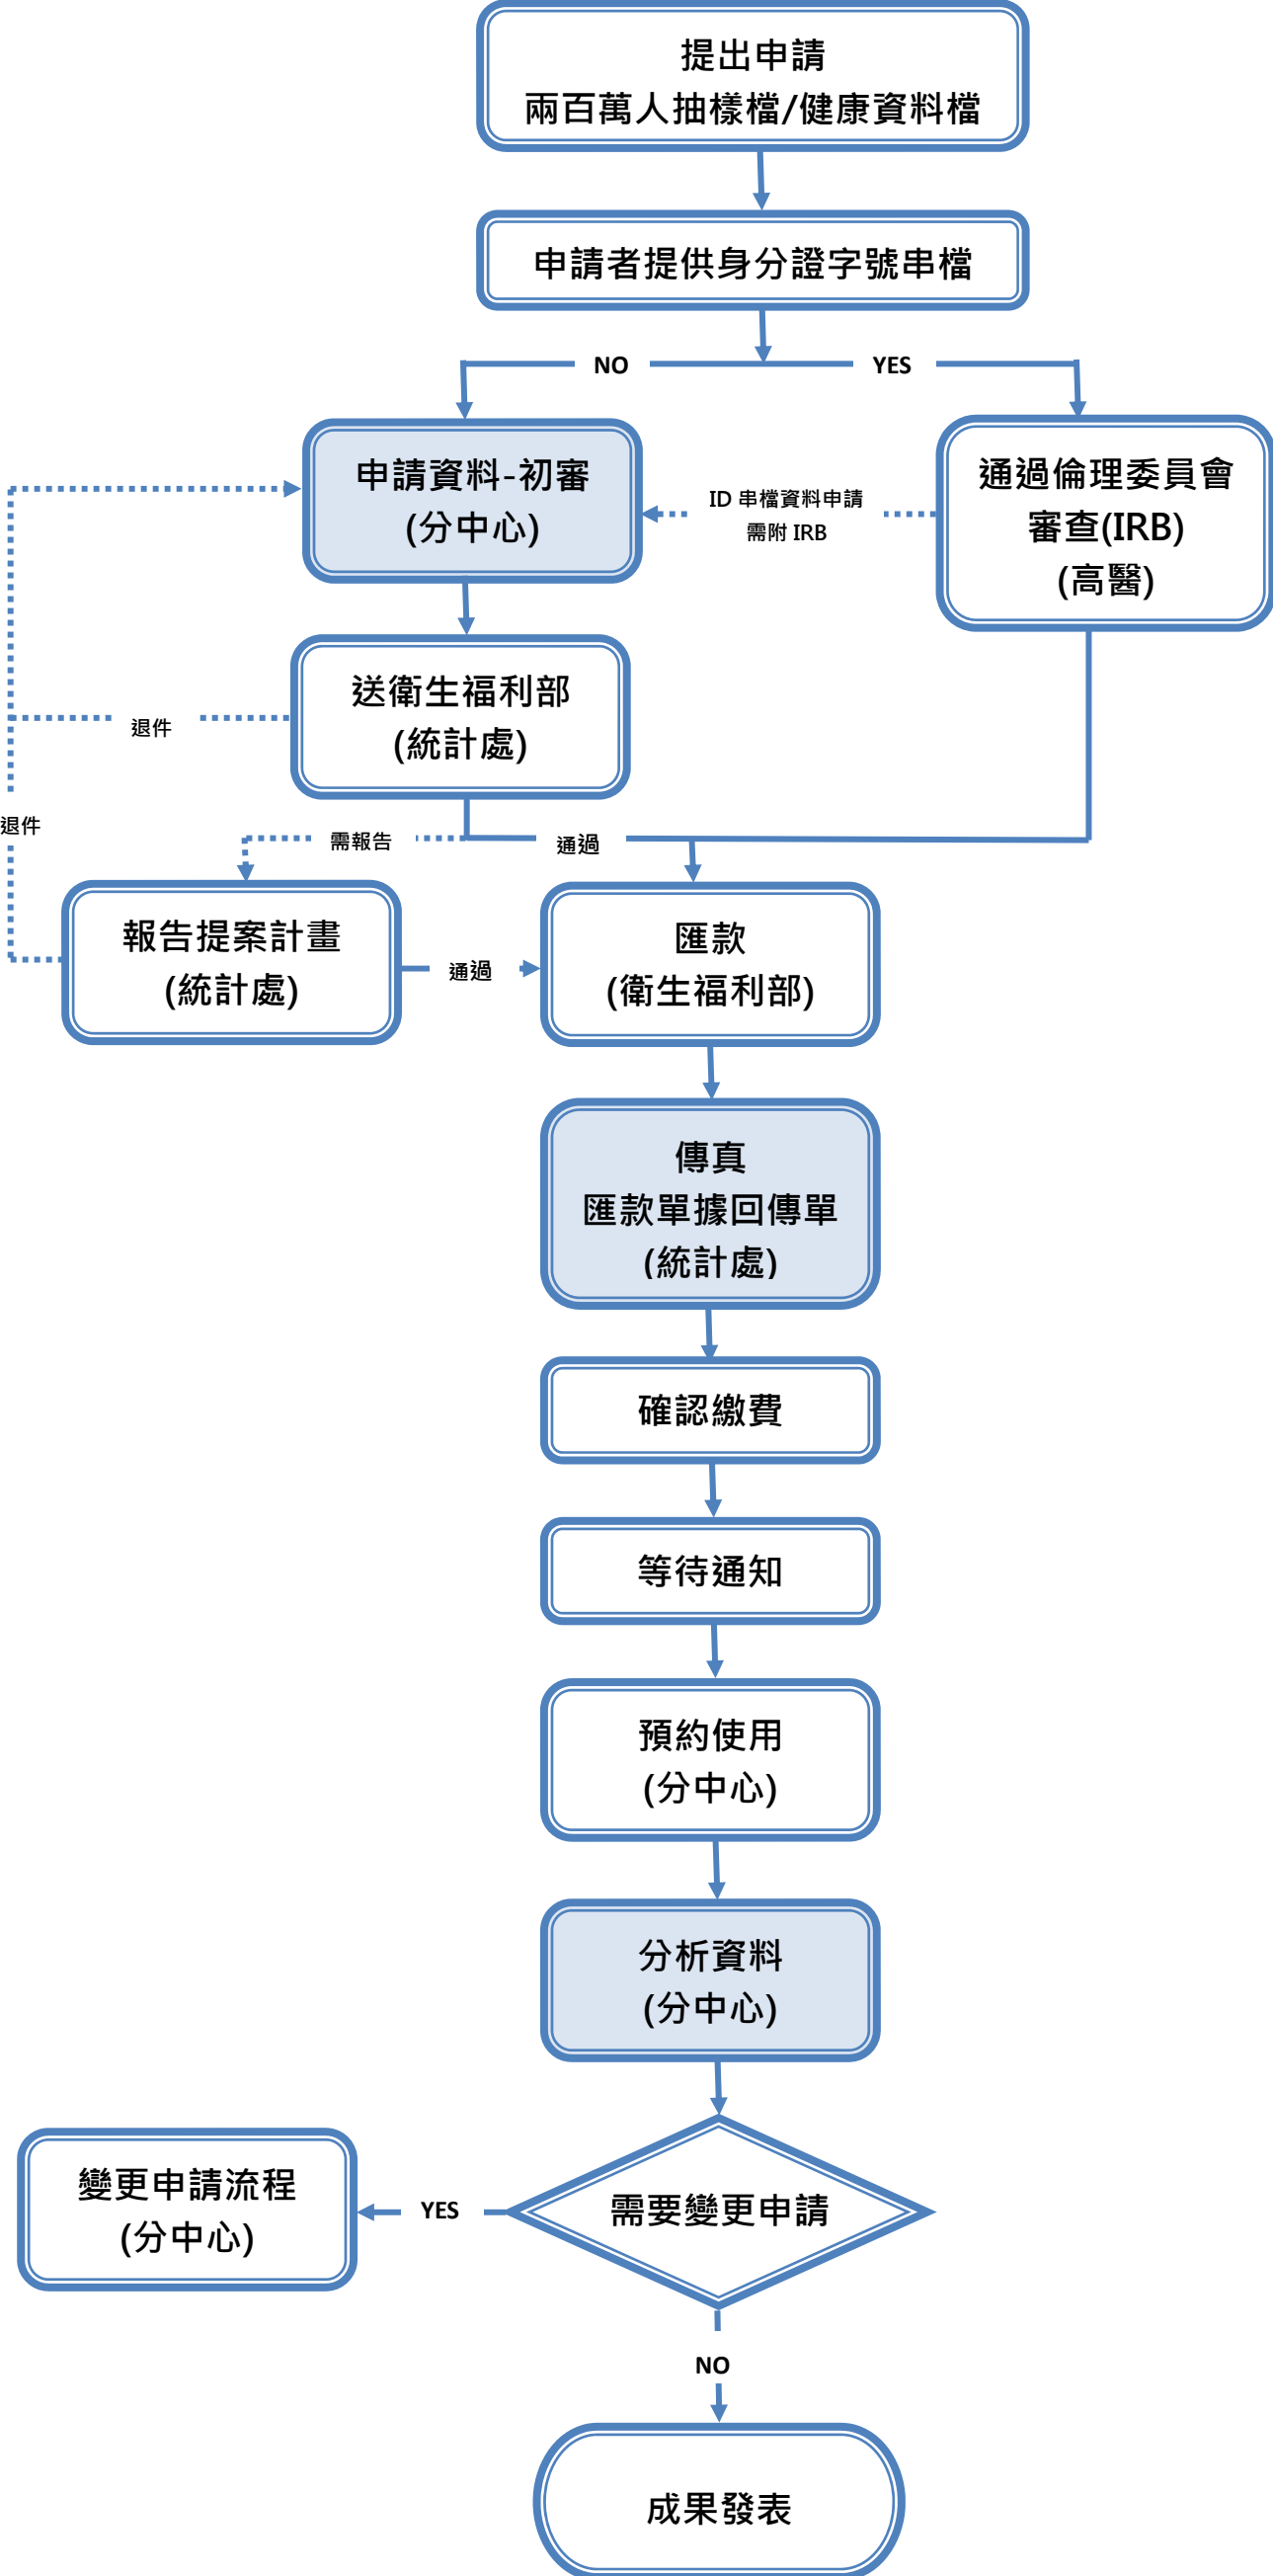 提出申請
兩百萬人抽樣檔/健康資料檔
申請者提供身分證字號串檔
NO
YES
申請資料-初審
(分中心)
ID 串檔資料申請
需附 IRB
通過倫理委員會
審查(IRB)
(高醫)
送衛生福利部
(統計處)
退件
退件
需報告
通過
報告提案計畫
(統計處)
通過
匯款
(衛生福利部)
傳真
匯款單據回傳單
(統計處)
確認繳費
等待通知
預約使用
(分中心)
分析資料
(分中心)
需要變更申請
YES
變更申請流程
(分中心)
NO
成果發表